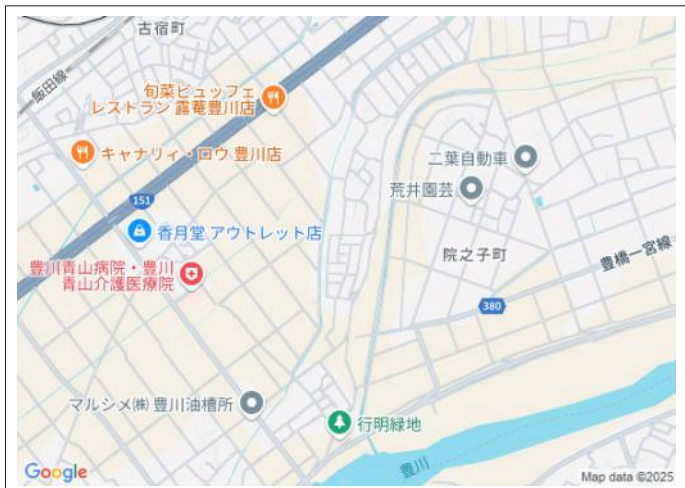 古宿町
飯田線
旬菜ビュッフェ
レストラン 露菴豊川店
キャナリィ・ロウ 豊川店
二葉自動車
荒井園芸
151
香月堂 アウトレット店
院之子町
豊橋一宮線
豊川青山病院・豊川
青山介護医療院
380
マルシメ㈱ 豊川油槽所
行明緑地
豊川
Google
Map data ©2025